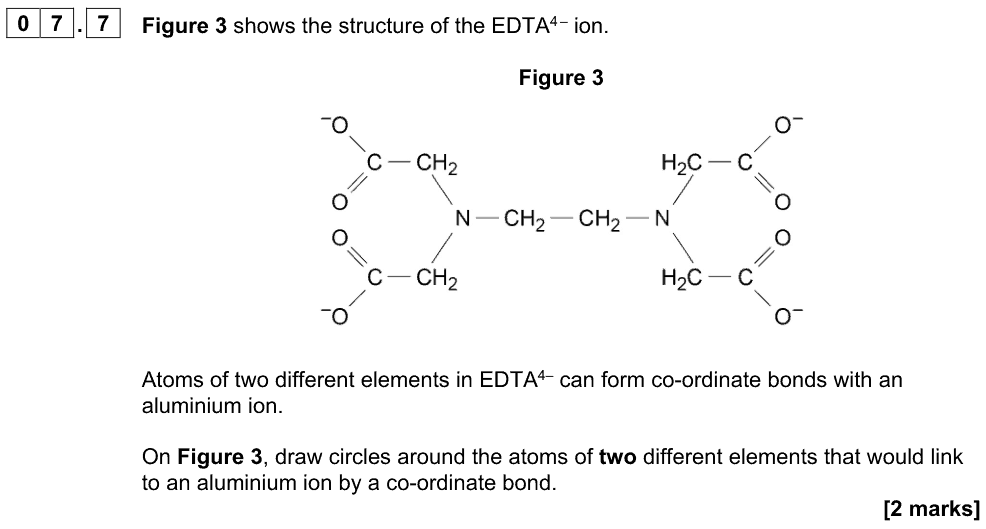 0 7 . 7 Figure 3 shows the structure of the EDTA⁴⁻ ion.
Figure 3
⁻O O⁻
C — CH₂ H₂C — C
O O
N — CH₂ — CH₂ — N
O O
C — CH₂ H₂C — C
⁻O O⁻
Atoms of two different elements in EDTA⁴⁻ can form co-ordinate bonds with an
aluminium ion.
On Figure 3, draw circles around the atoms of two different elements that would link
to an aluminium ion by a co-ordinate bond.
[2 marks]